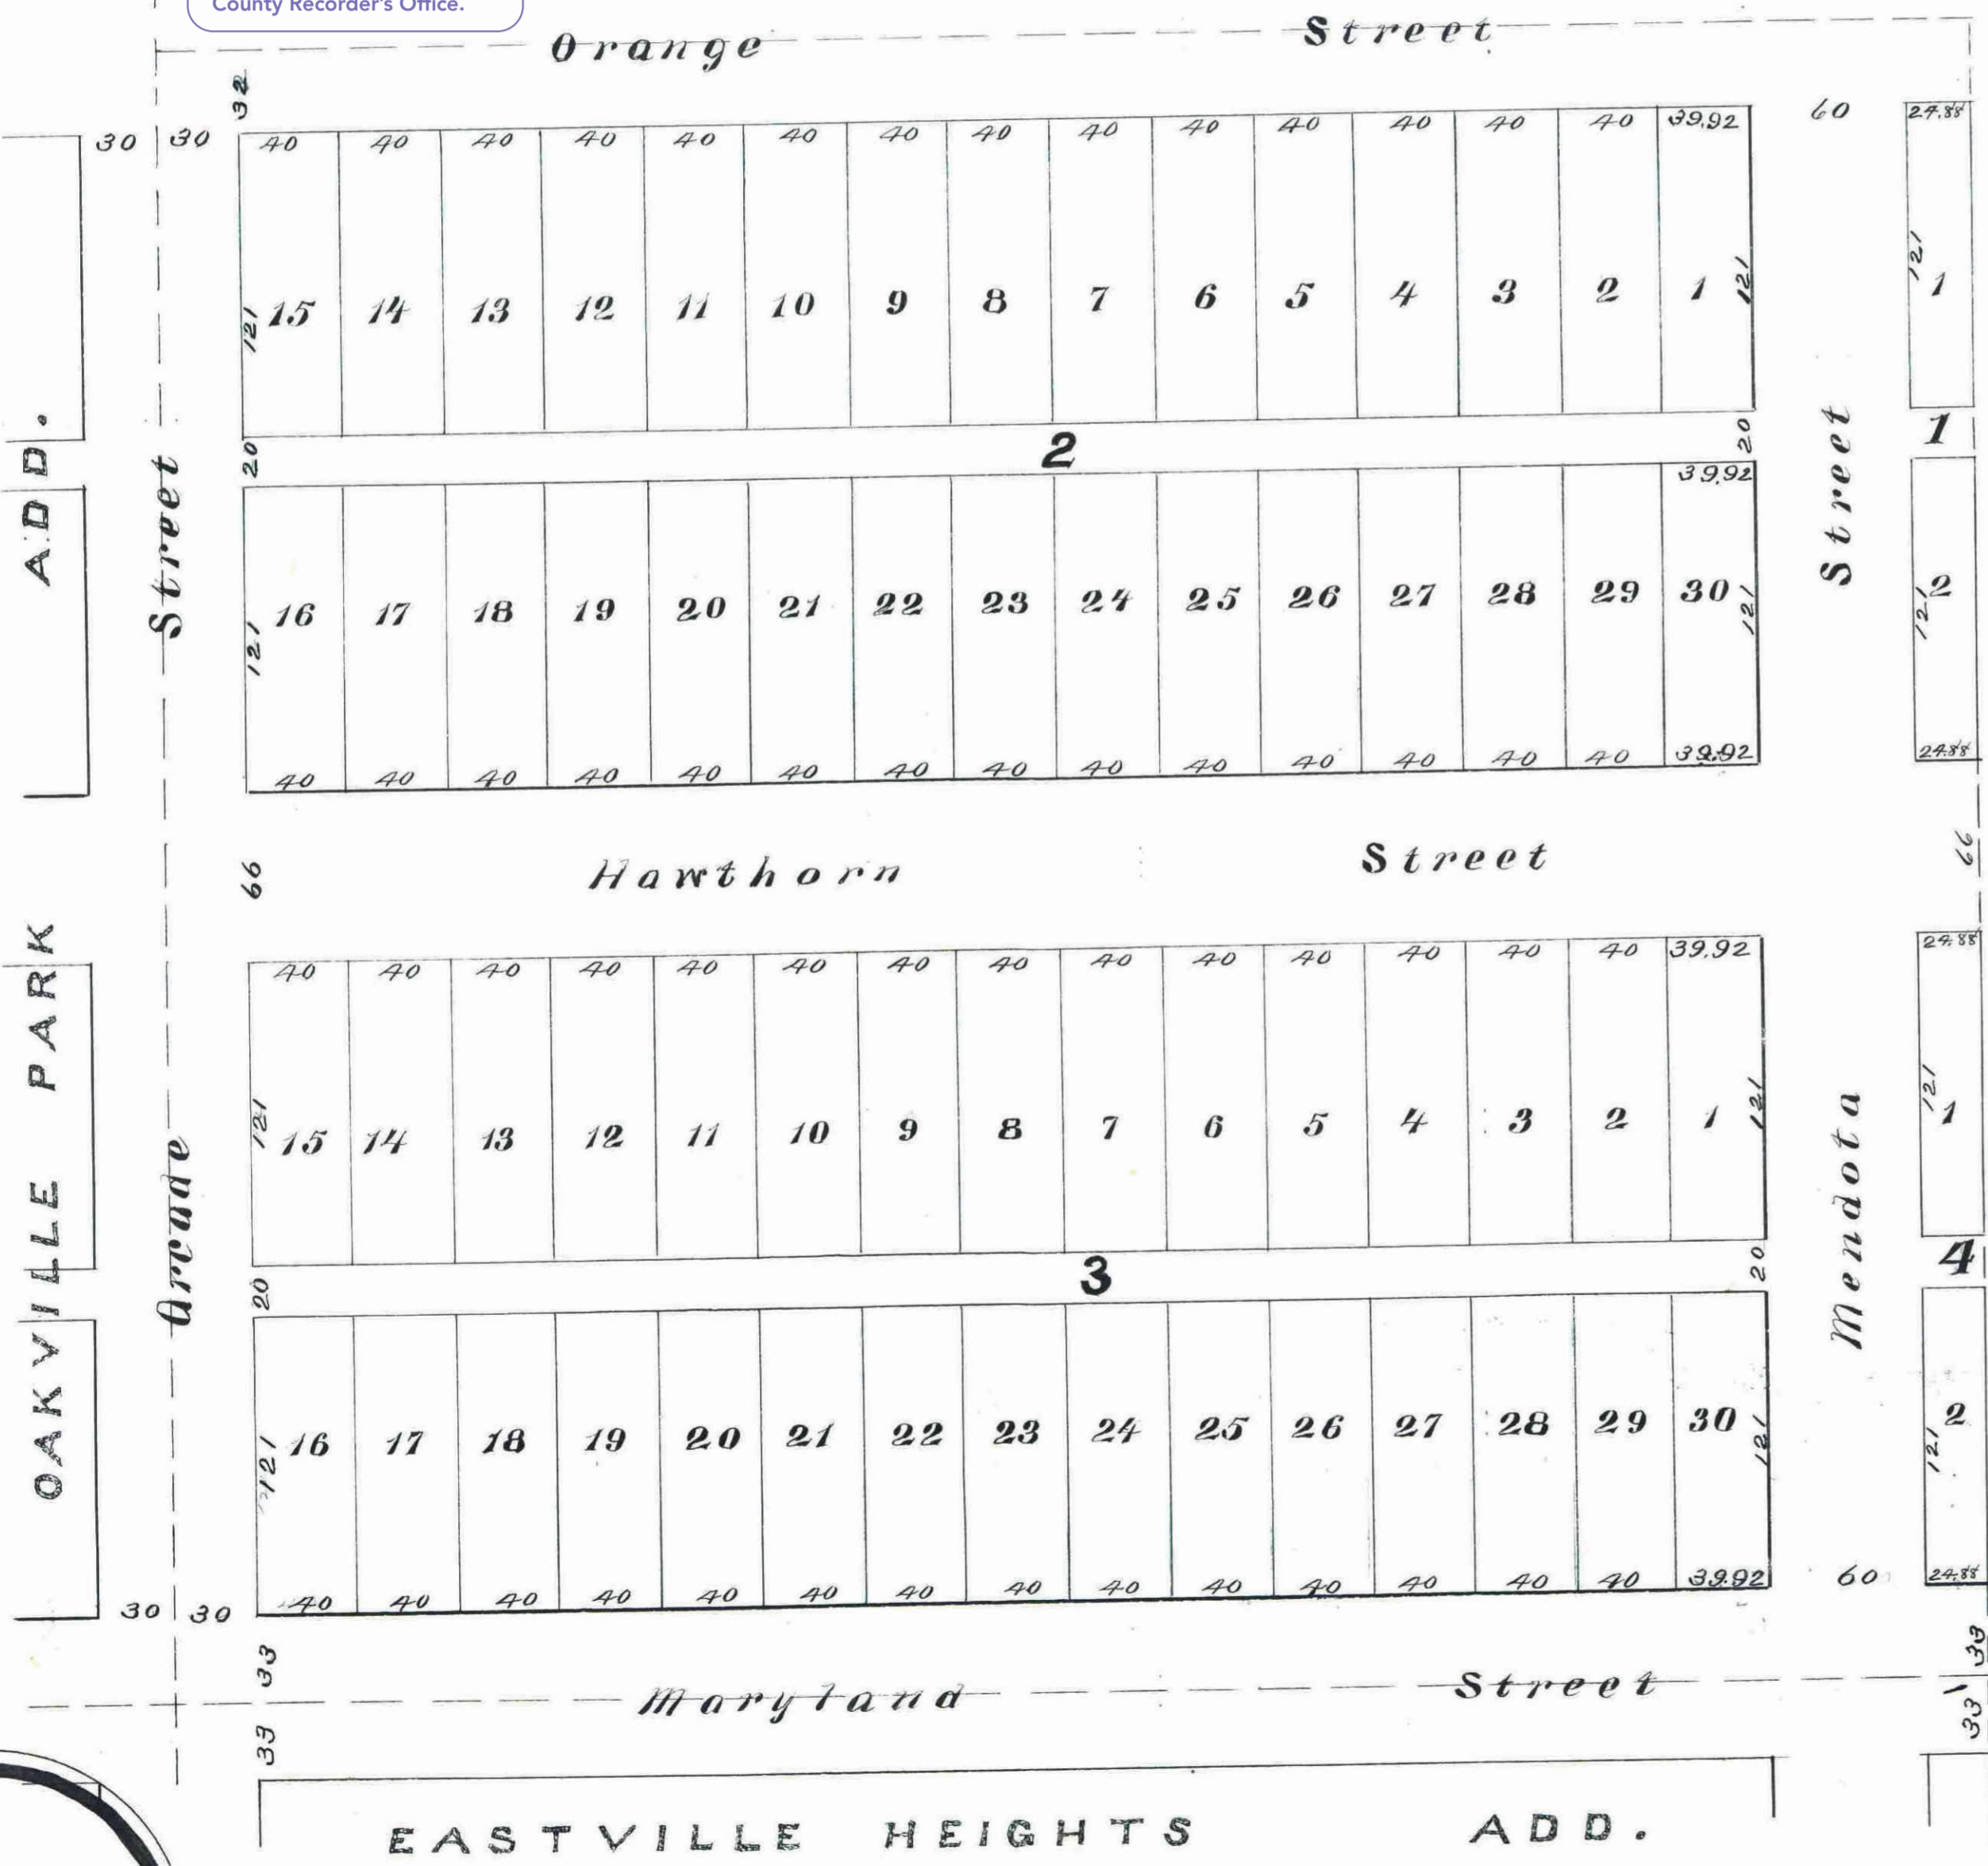 County Recorder's Office.
Orange Street
32
30 30 40 40 40 40 40 40 40 40 40 40 40 40 40 40 39.92 60 24.88
121 15 14 13 12 11 10 9 8 7 6 5 4 3 2 1 121 121 1
20 2 20 1
39.92
ADD.
Street
Street
121 16 17 18 19 20 21 22 23 24 25 26 27 28 29 30 121 121 2
40 40 40 40 40 40 40 40 40 40 40 40 40 40 39.92 24.88
66 Hawthorn Street 66
40 40 40 40 40 40 40 40 40 40 40 40 40 40 39.92 24.88
OAKVILLE PARK
Arcade
Mendota
121 15 14 13 12 11 10 9 8 7 6 5 4 3 2 1 121 121 1
20 3 20 4
121 16 17 18 19 20 21 22 23 24 25 26 27 28 29 30 121 121 2
30 30 40 40 40 40 40 40 40 40 40 40 40 40 40 40 39.92 60 24.88
33 33
Maryland Street
33 33'
EASTVILLE HEIGHTS ADD.